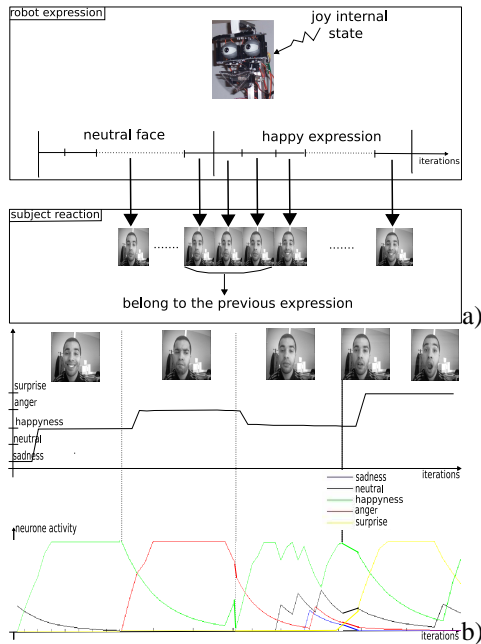 robot expression
joy internal
state
neutral face
happy expression
iterations
subject reaction
belong to the previous expression
a)
surprise
anger
happyness
neutral
sadness
iterations
sadness
neutral
happyness
anger
surprise
neurone activity
iterations
b)